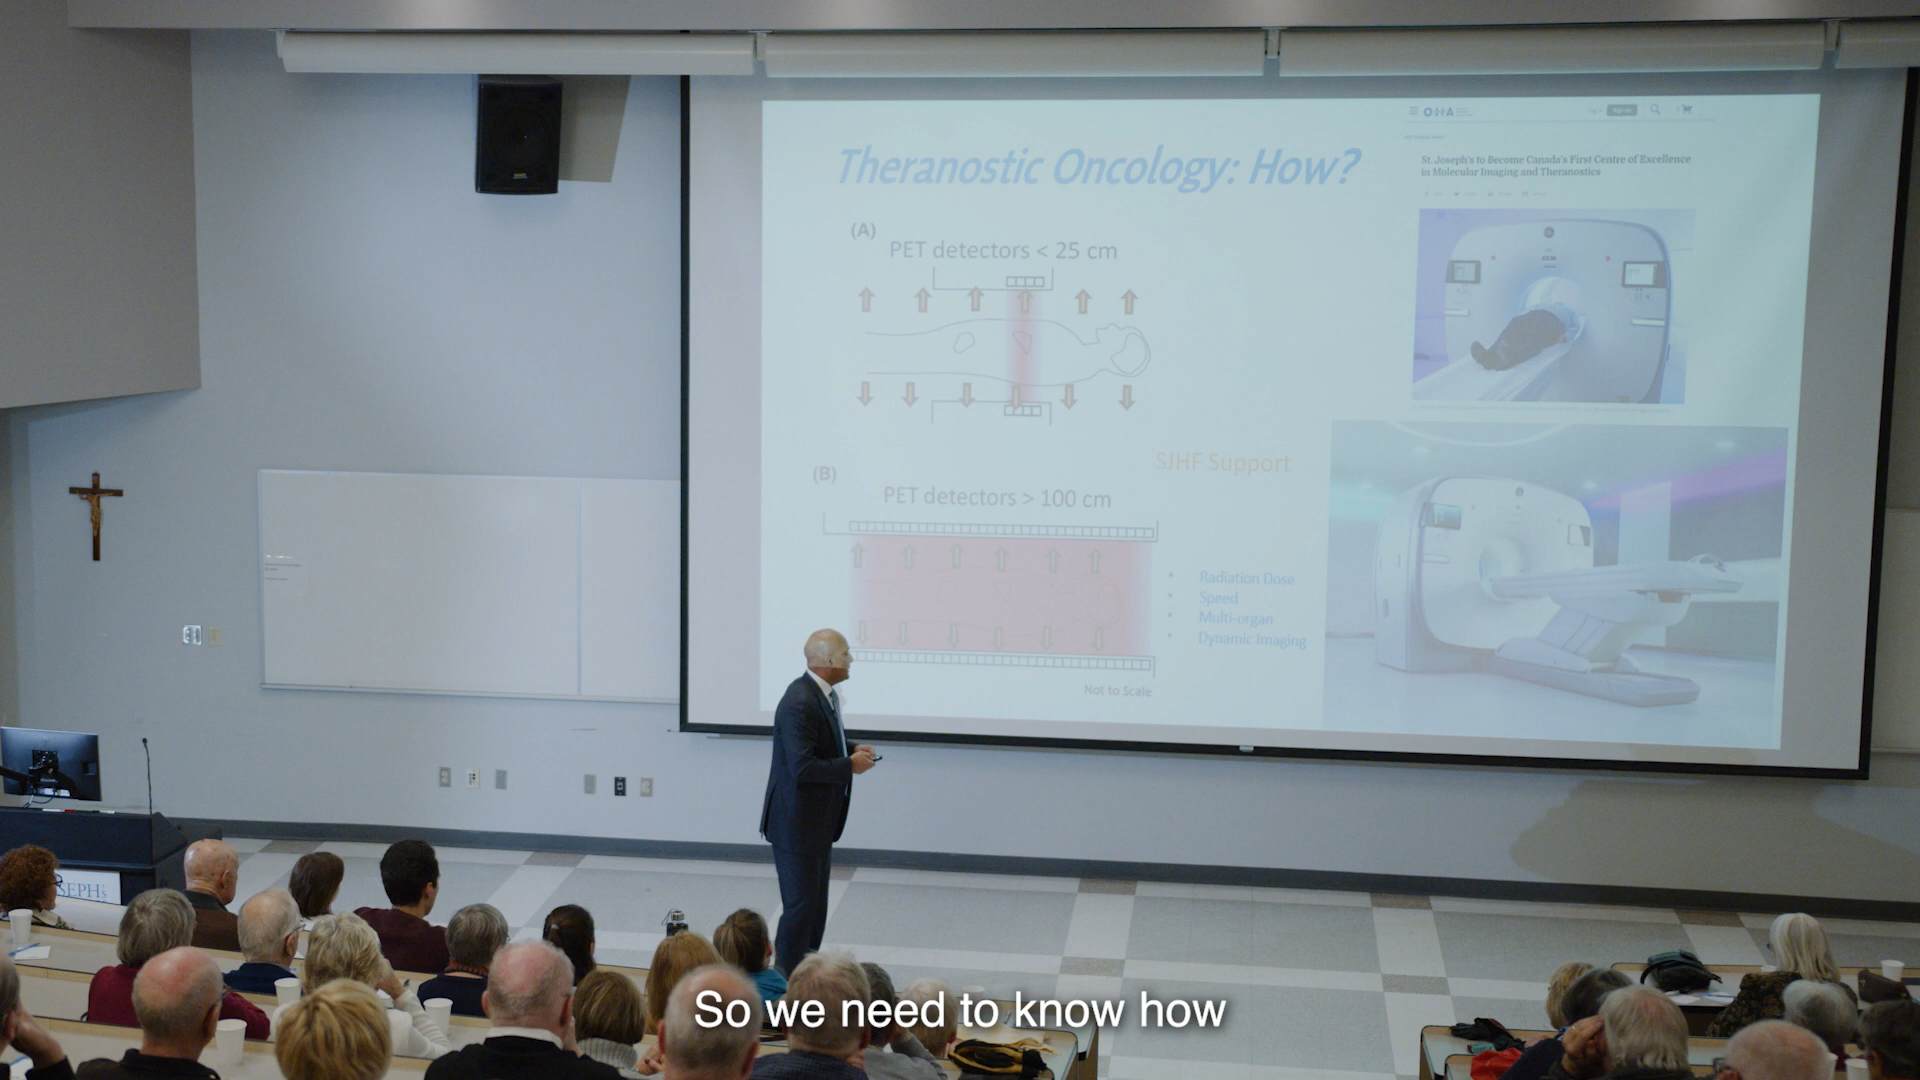 Theranostic Oncology: How?
(A)
PET detectors < 25 cm
(B)
PET detectors > 100 cm
Not to Scale
SJHF Support
• Radiation Dose
• Speed
• Multi-organ
• Dynamic Imaging
OHA
St. Joseph's to Become Canada's First Centre of Excellence
in Molecular Imaging and Theranostics
SEPH's
So we need to know how